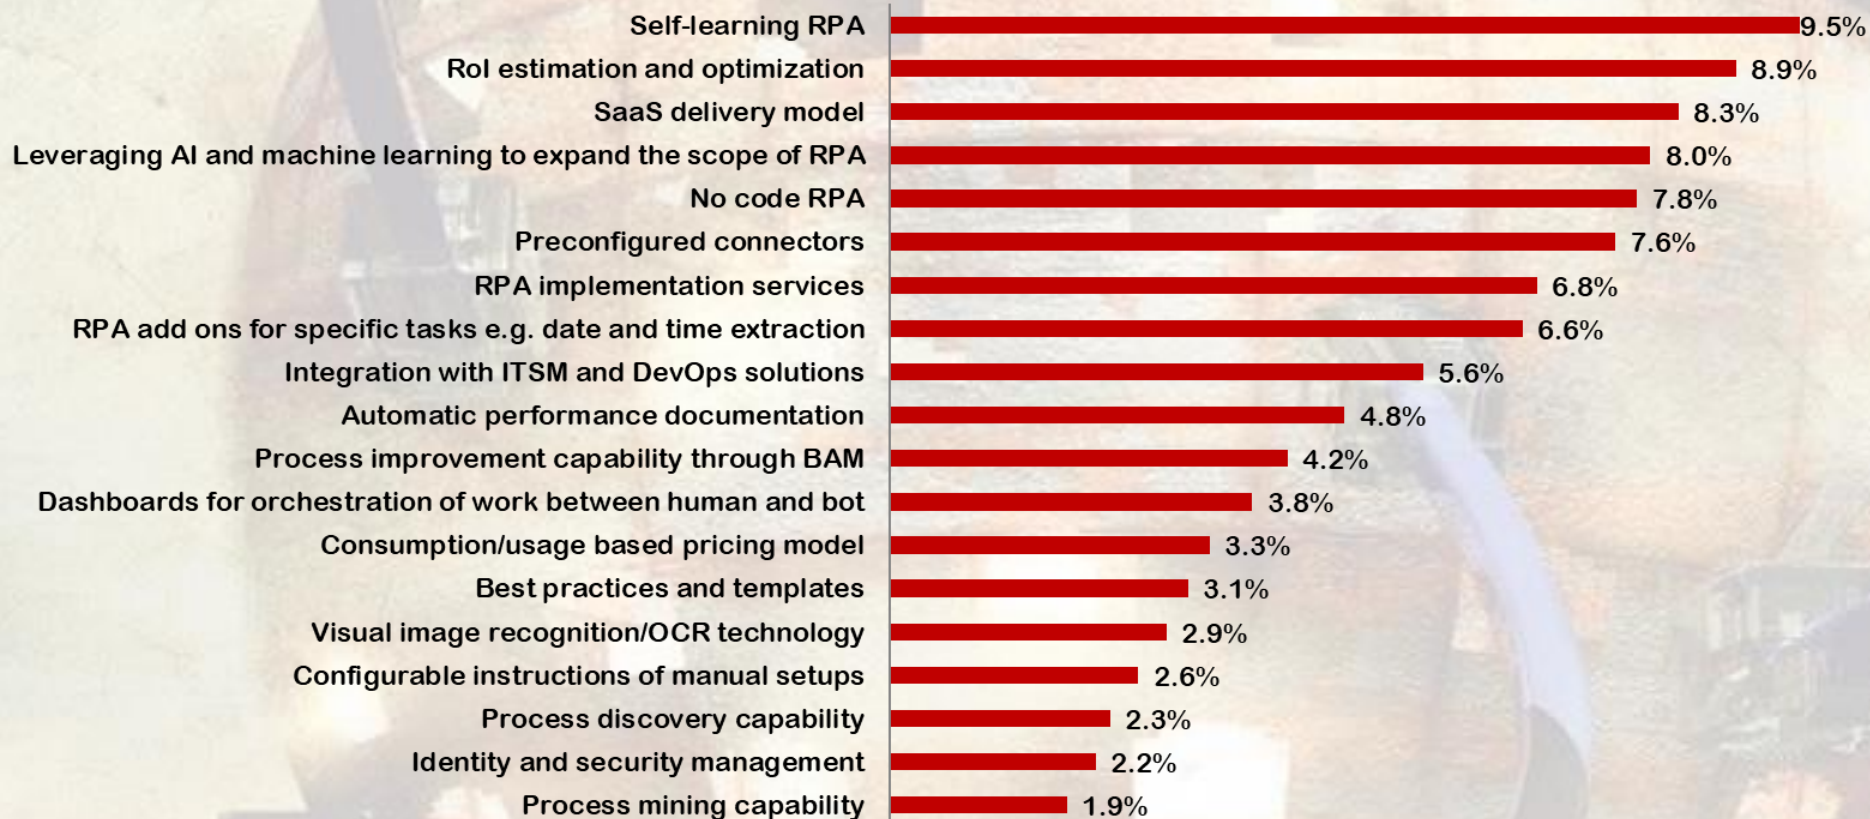 Self-learning RPA 9.5%
RoI estimation and optimization 8.9%
SaaS delivery model 8.3%
Leveraging AI and machine learning to expand the scope of RPA 8.0%
No code RPA 7.8%
Preconfigured connectors 7.6%
RPA implementation services 6.8%
RPA add ons for specific tasks e.g. date and time extraction 6.6%
Integration with ITSM and DevOps solutions 5.6%
Automatic performance documentation 4.8%
Process improvement capability through BAM 4.2%
Dashboards for orchestration of work between human and bot 3.8%
Consumption/usage based pricing model 3.3%
Best practices and templates 3.1%
Visual image recognition/OCR technology 2.9%
Configurable instructions of manual setups 2.6%
Process discovery capability 2.3%
Identity and security management 2.2%
Process mining capability 1.9%